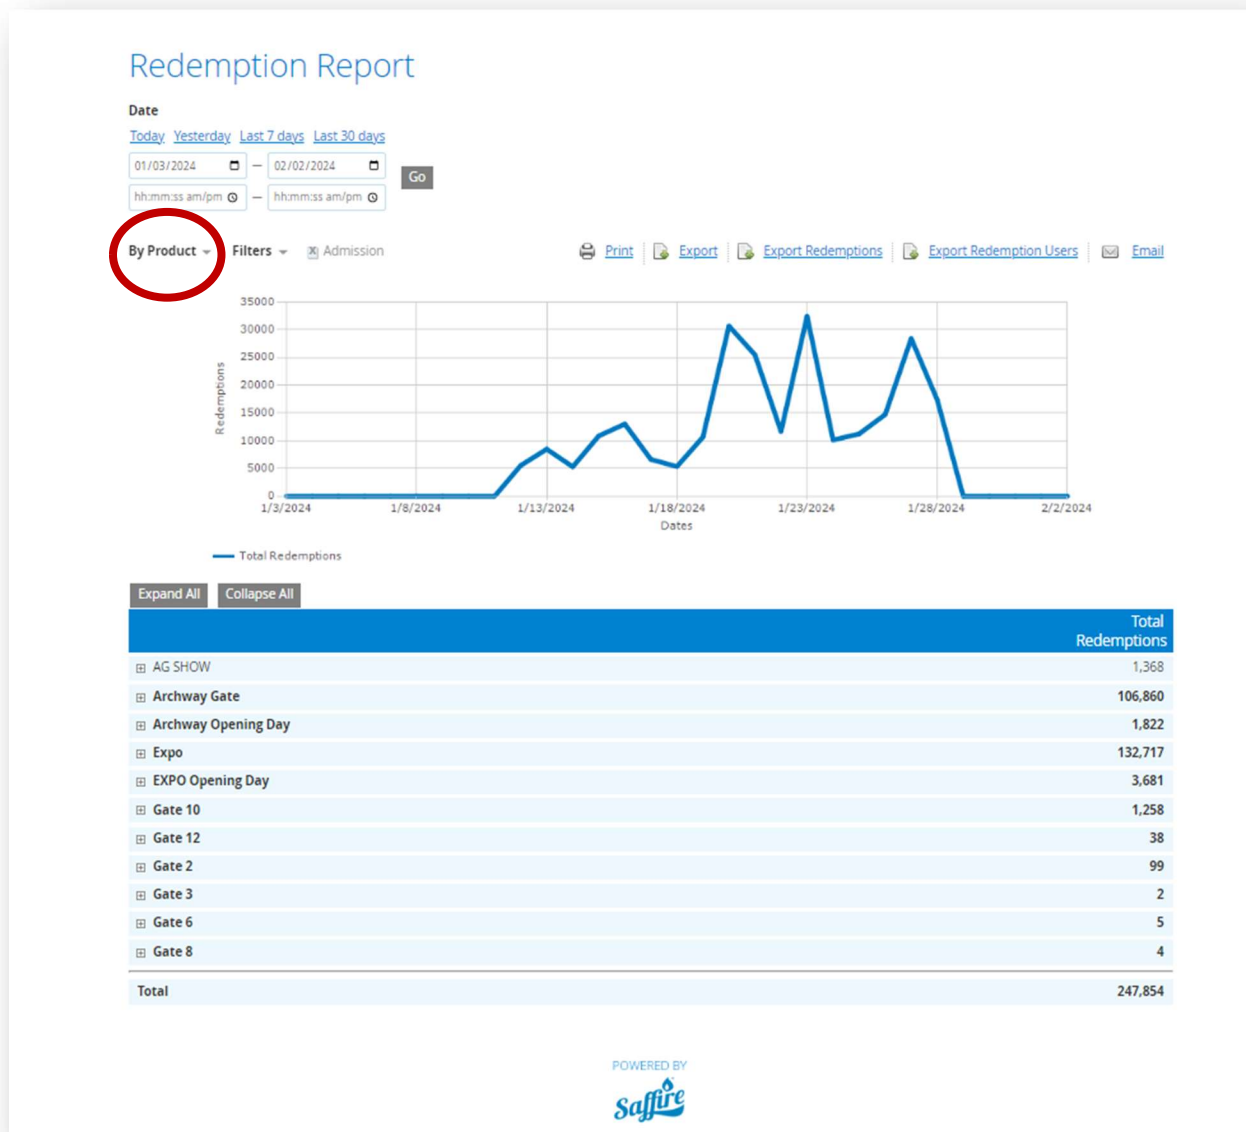 Redemption Report
Date
Today Yesterday Last 7 days Last 30 days
01/03/2024 — 02/02/2024
Go
hh:mm:ss am/pm — hh:mm:ss am/pm
By Product Filters Admission Print Export Export Redemptions Export Redemption Users Email
35000
30000
25000
20000
15000
10000
5000
0
Redemptions
1/3/2024 1/8/2024 1/13/2024 1/18/2024 1/23/2024 1/28/2024 2/2/2024
Dates
Total Redemptions
Expand All Collapse All
Total
Redemptions
AG SHOW 1,368
Archway Gate 106,860
Archway Opening Day 1,822
Expo 132,717
EXPO Opening Day 3,681
Gate 10 1,258
Gate 12 38
Gate 2 99
Gate 3 2
Gate 6 5
Gate 8 4
Total 247,854
POWERED BY
Saffire